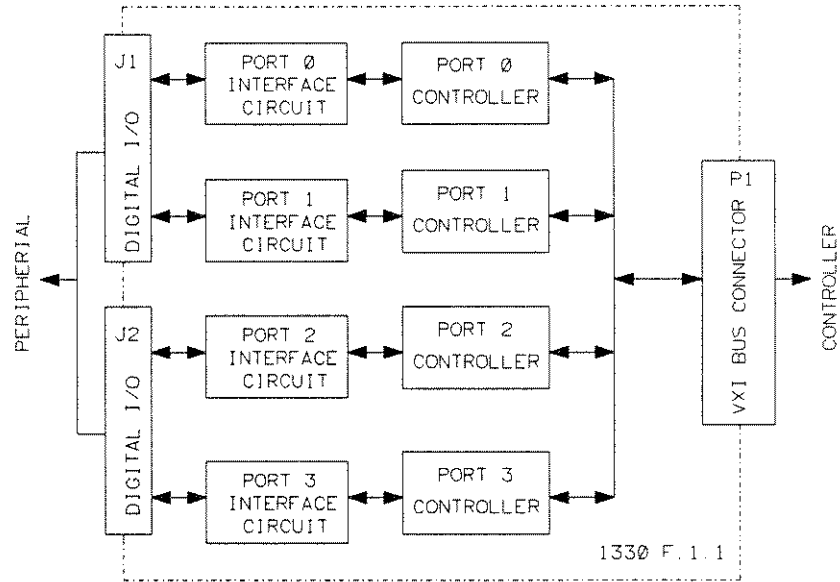 J1
DIGITAL I/O
PORT Ø
INTERFACE
CIRCUIT
PORT Ø
CONTROLLER
PORT 1
INTERFACE
CIRCUIT
PORT 1
CONTROLLER
PERIPHERIAL
P1
VXI BUS CONNECTOR
CONTROLLER
J2
DIGITAL I/O
PORT 2
INTERFACE
CIRCUIT
PORT 2
CONTROLLER
PORT 3
INTERFACE
CIRCUIT
PORT 3
CONTROLLER
133Ø F.1.1